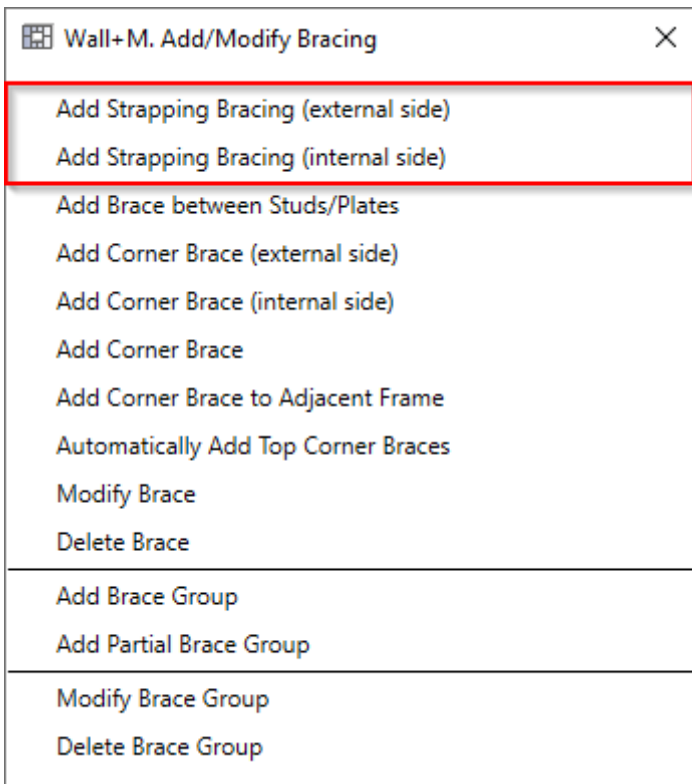 Wall+M. Add/Modify Bracing
Add Strapping Bracing (external side)
Add Strapping Bracing (internal side)
Add Brace between Studs/Plates
Add Corner Brace (external side)
Add Corner Brace (internal side)
Add Corner Brace
Add Corner Brace to Adjacent Frame
Automatically Add Top Corner Braces
Modify Brace
Delete Brace
Add Brace Group
Add Partial Brace Group
Modify Brace Group
Delete Brace Group